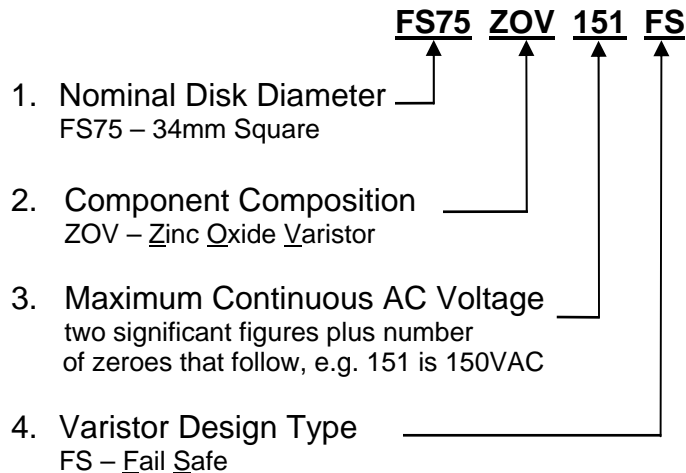 FS75 ZOV 151 FS
1. Nominal Disk Diameter
FS75 – 34mm Square
2. Component Composition
ZOV – Zinc Oxide Varistor
3. Maximum Continuous AC Voltage
two significant figures plus number
of zeroes that follow, e.g. 151 is 150VAC
4. Varistor Design Type
FS – Fail Safe